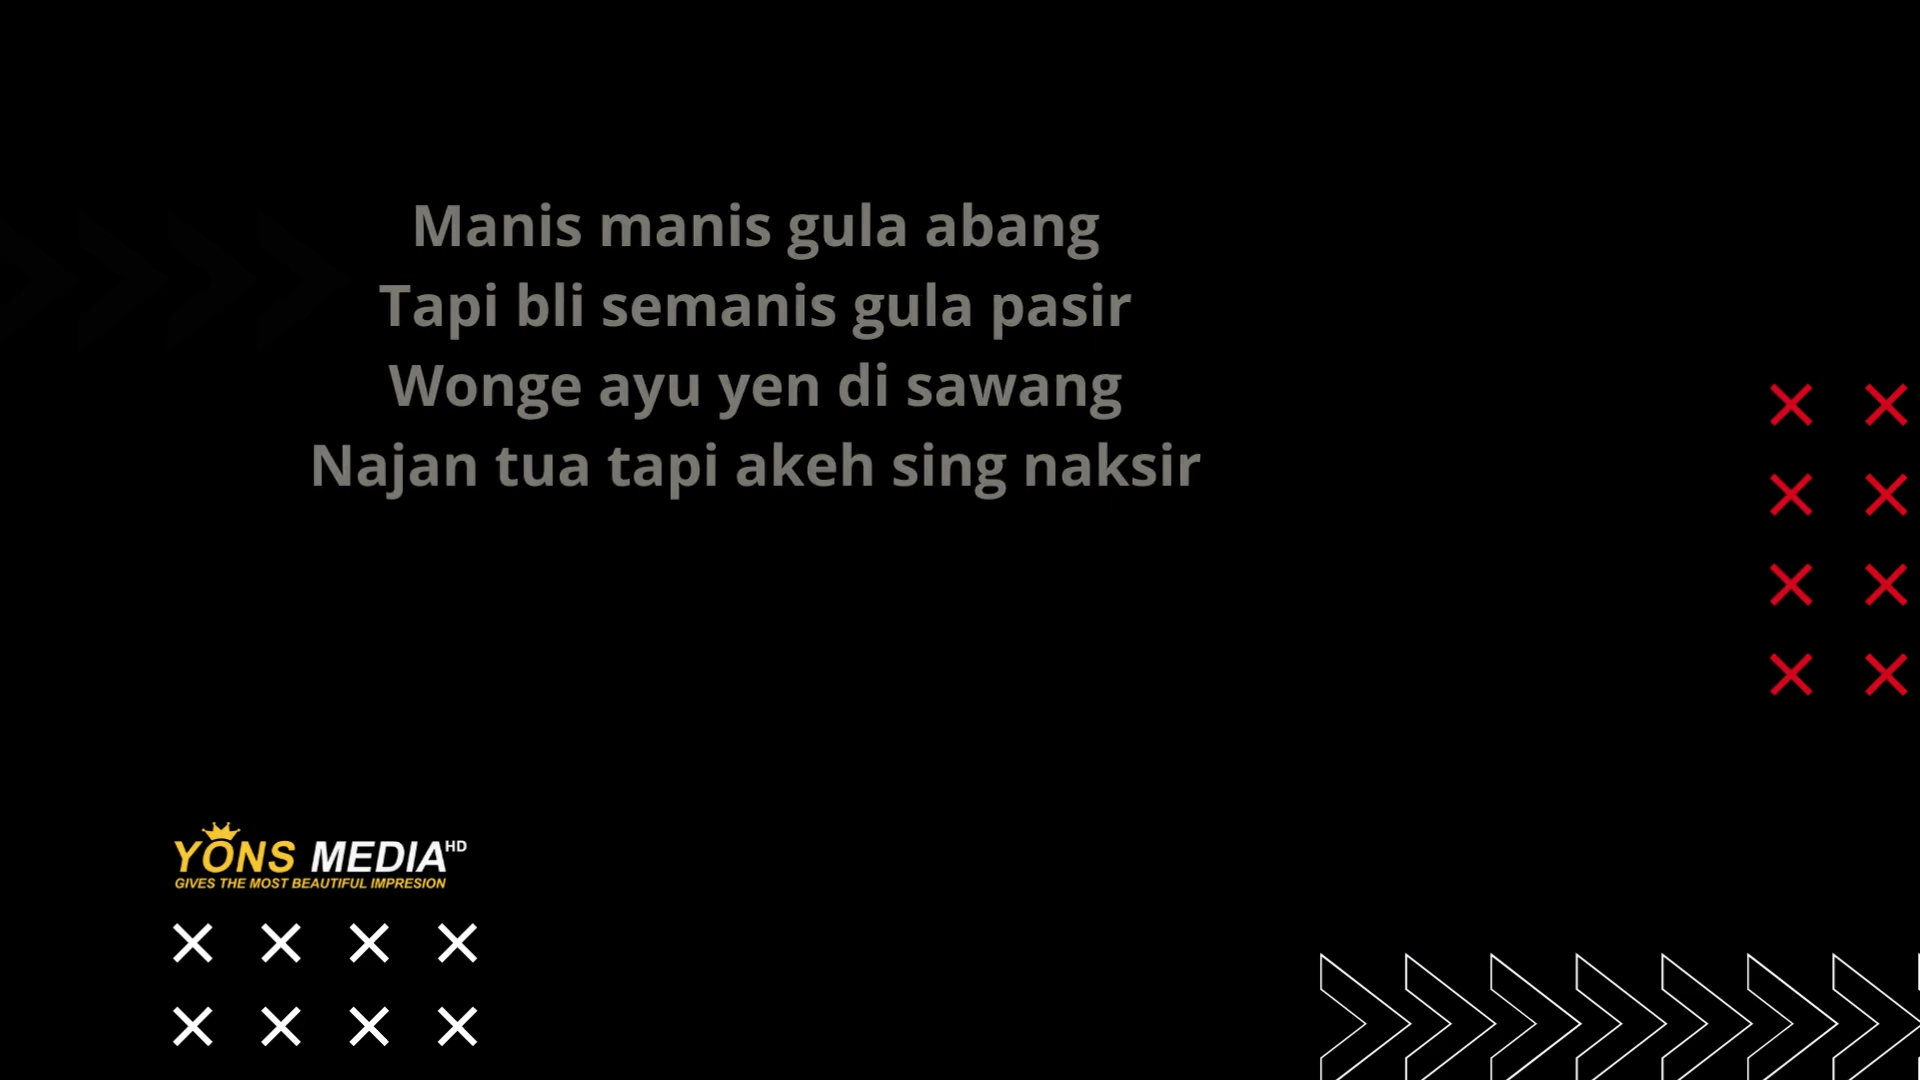 Manis manis gula abang
Tapi bli semanis gula pasir
Wonge ayu yen di sawang
Najan tua tapi akeh sing naksir
YONS MEDIA HD
GIVES THE MOST BEAUTIFUL IMPRESION